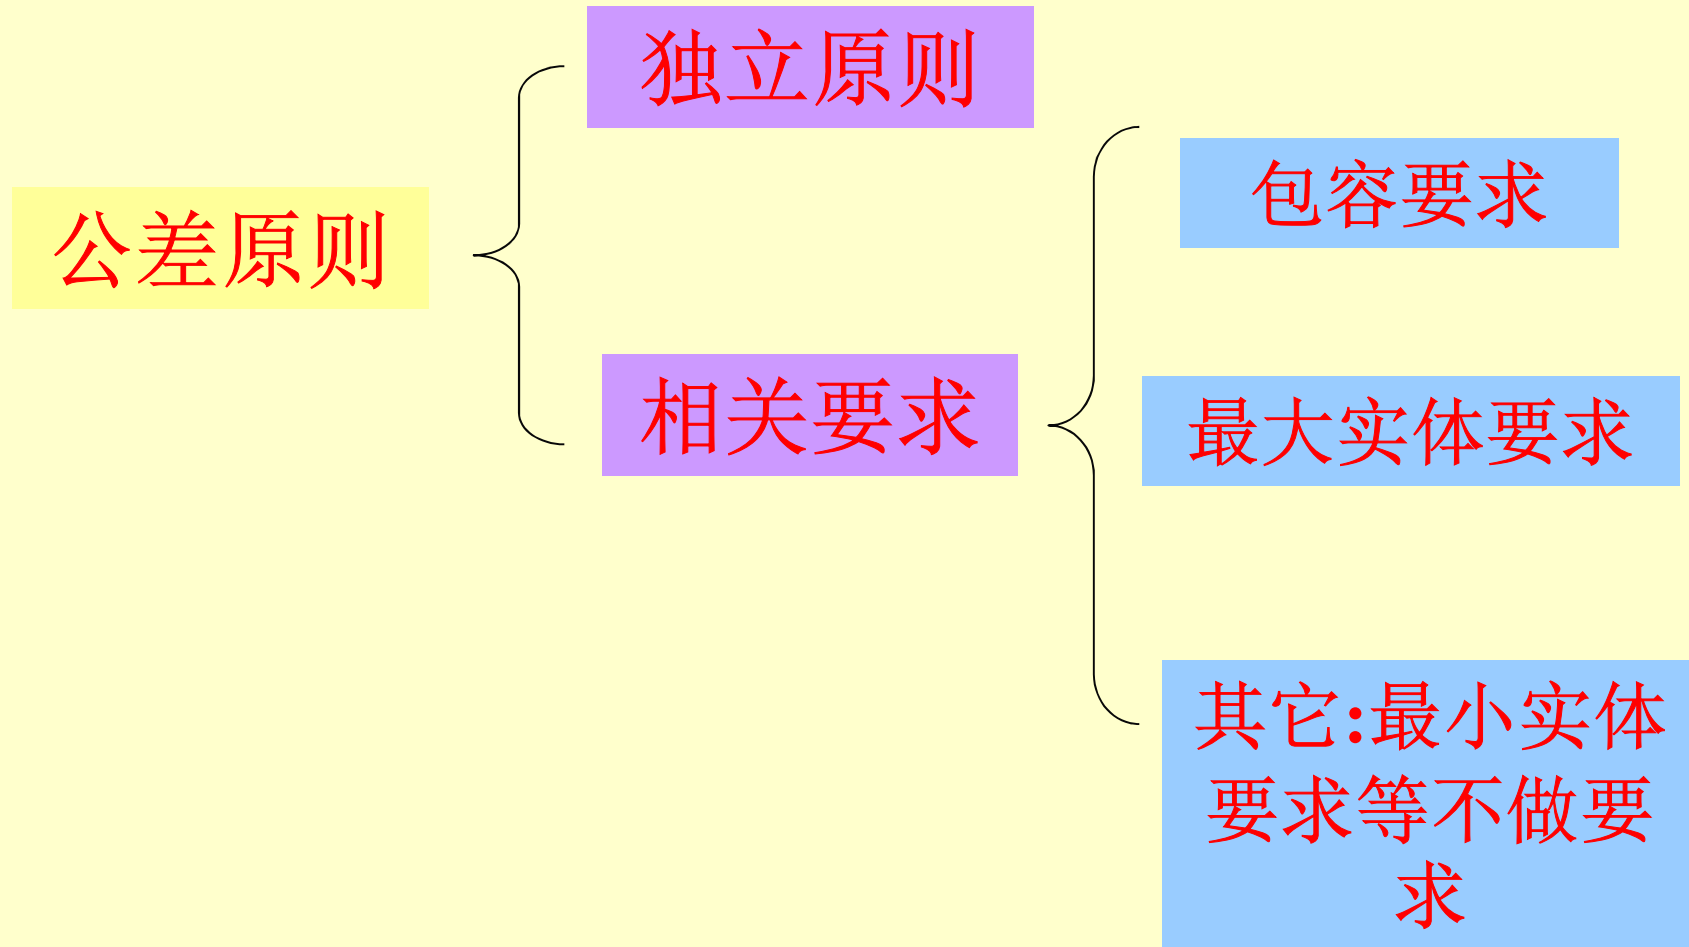 独立原则
包容要求
公差原则
相关要求
最大实体要求
其它:最小实体
要求等不做要
求